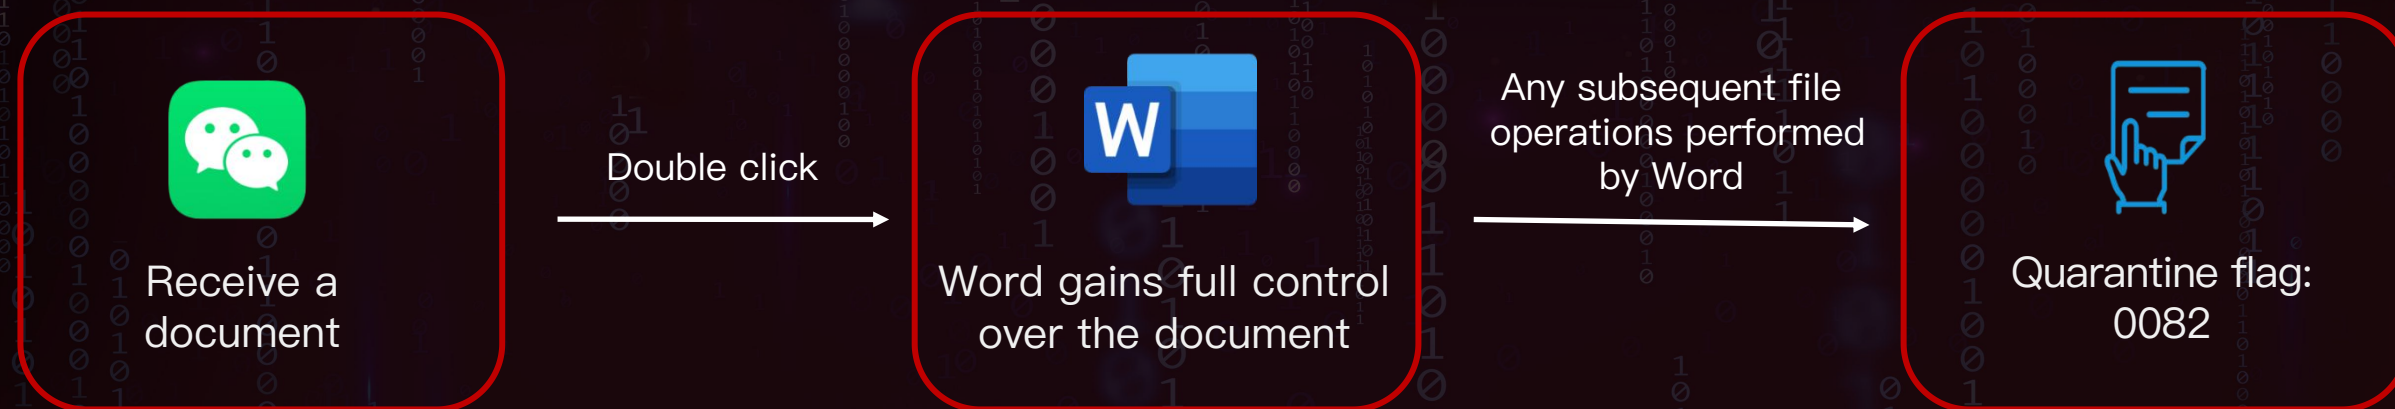 Receive a
document
Double click
W
Word gains full control
over the document
Any subsequent file
operations performed
by Word
Quarantine flag:
0082